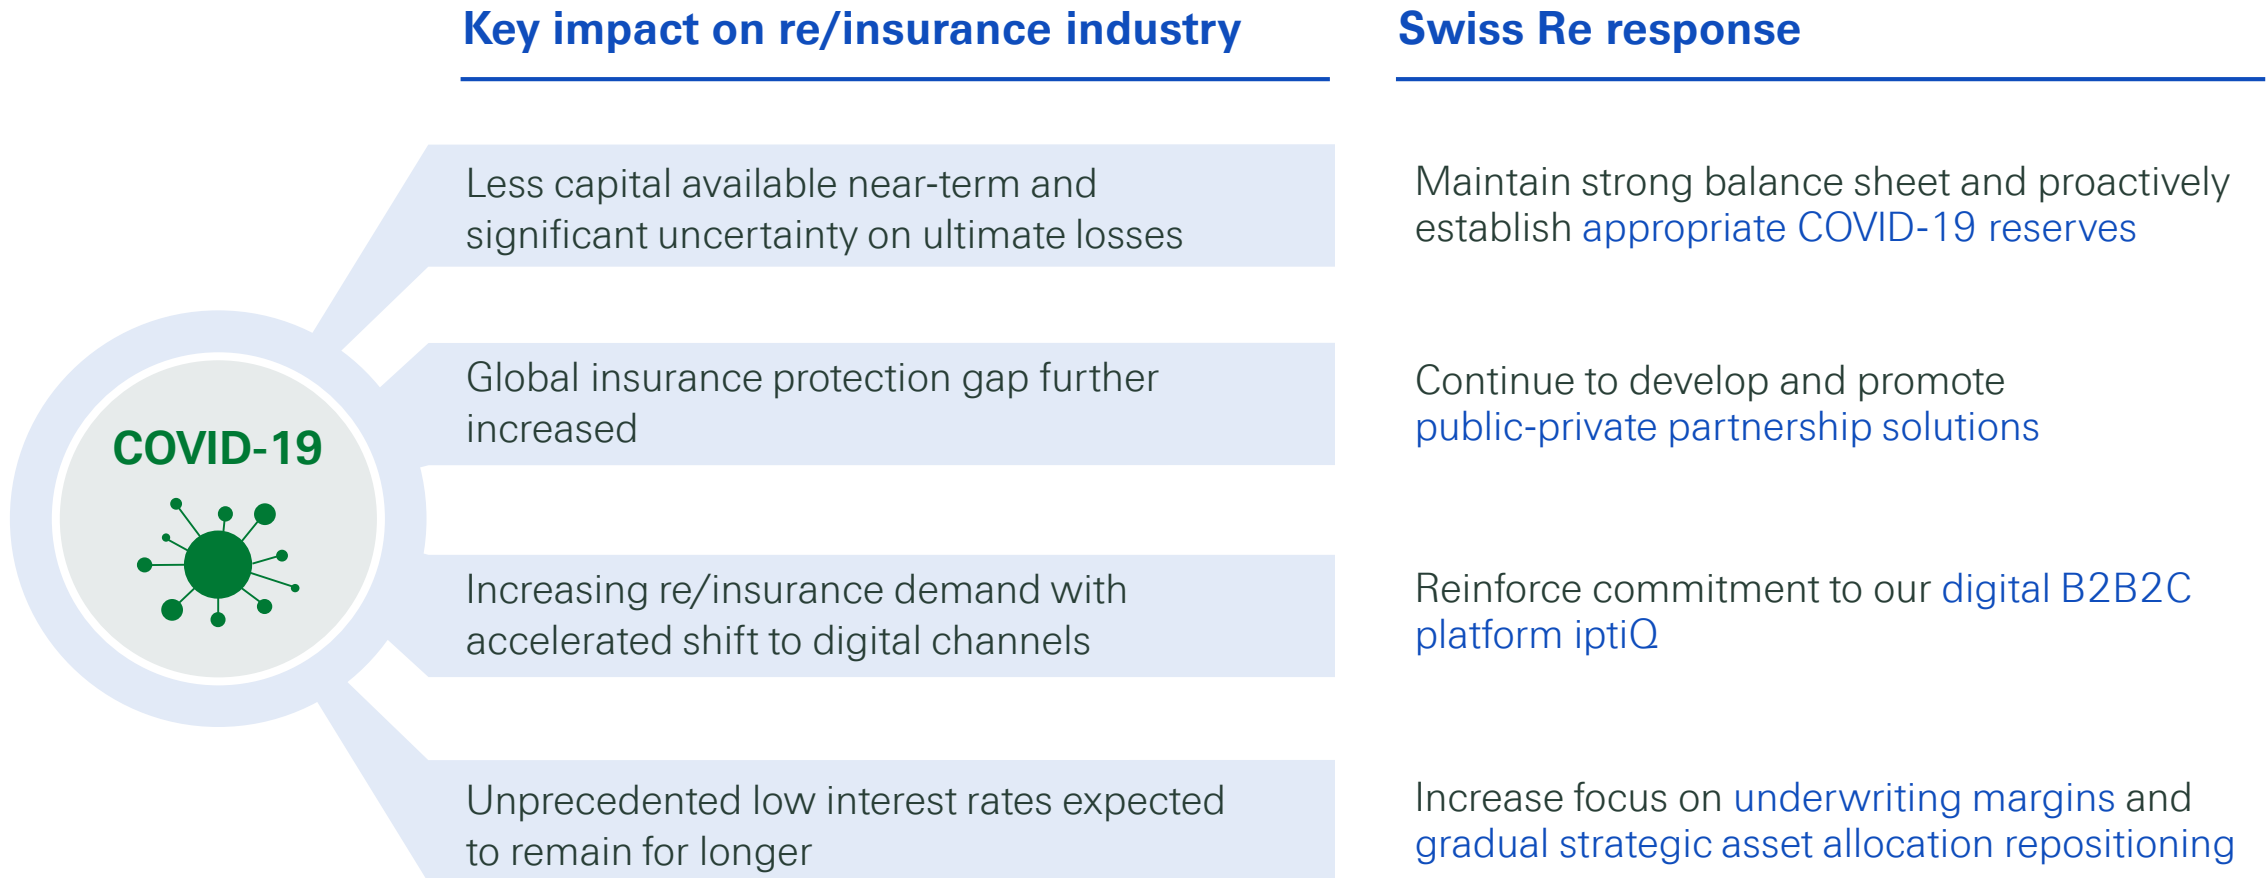 Key impact on re/insurance industry
Swiss Re response
Less capital available near-term and
significant uncertainty on ultimate losses
Maintain strong balance sheet and proactively
establish appropriate COVID-19 reserves
Global insurance protection gap further
increased
Continue to develop and promote
public-private partnership solutions
COVID-19
Increasing re/insurance demand with
accelerated shift to digital channels
Reinforce commitment to our digital B2B2C
platform iptiQ
Unprecedented low interest rates expected
to remain for longer
Increase focus on underwriting margins and
gradual strategic asset allocation repositioning